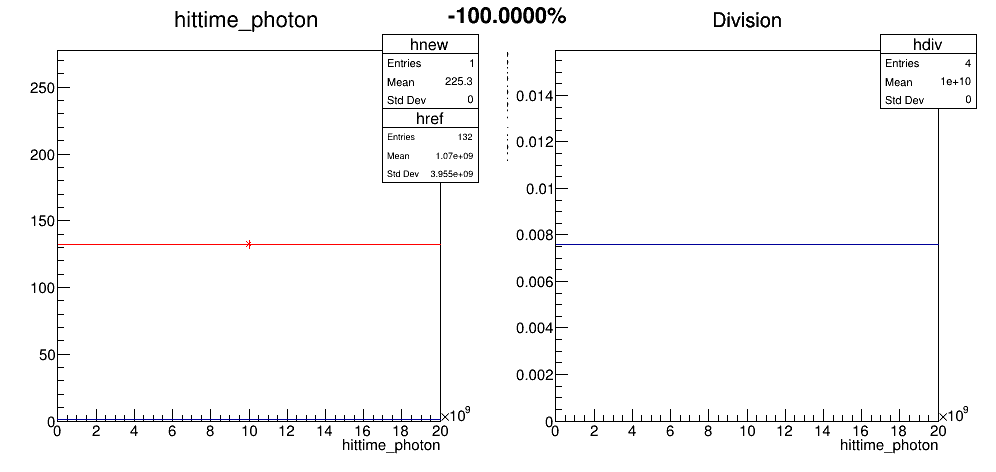 -100.0000%
hittime_photon
hnew
Entries 1
Mean 225.3
Std Dev 0
href
Entries 132
Mean 1.07e+09
Std Dev 3.955e+09
250
200
150
100
50
0
0 2 4 6 8 10 12 14 16 18 20
×10⁹
hittime_photon
Division
hdiv
Entries 4
Mean 1e+10
Std Dev 0
0.014
0.012
0.01
0.008
0.006
0.004
0.002
0
0 2 4 6 8 10 12 14 16 18 20
×10⁹
hittime_photon